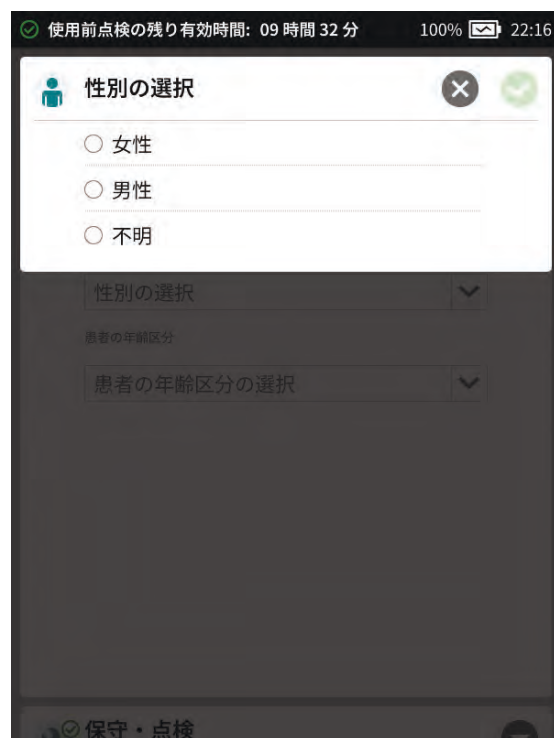 使用前点検の残り有効時間: 09 時間 32 分 100% 22:16
性別の選択
女性
男性
不明
性別の選択
患者の年齢区分
患者の年齢区分の選択
保守・点検